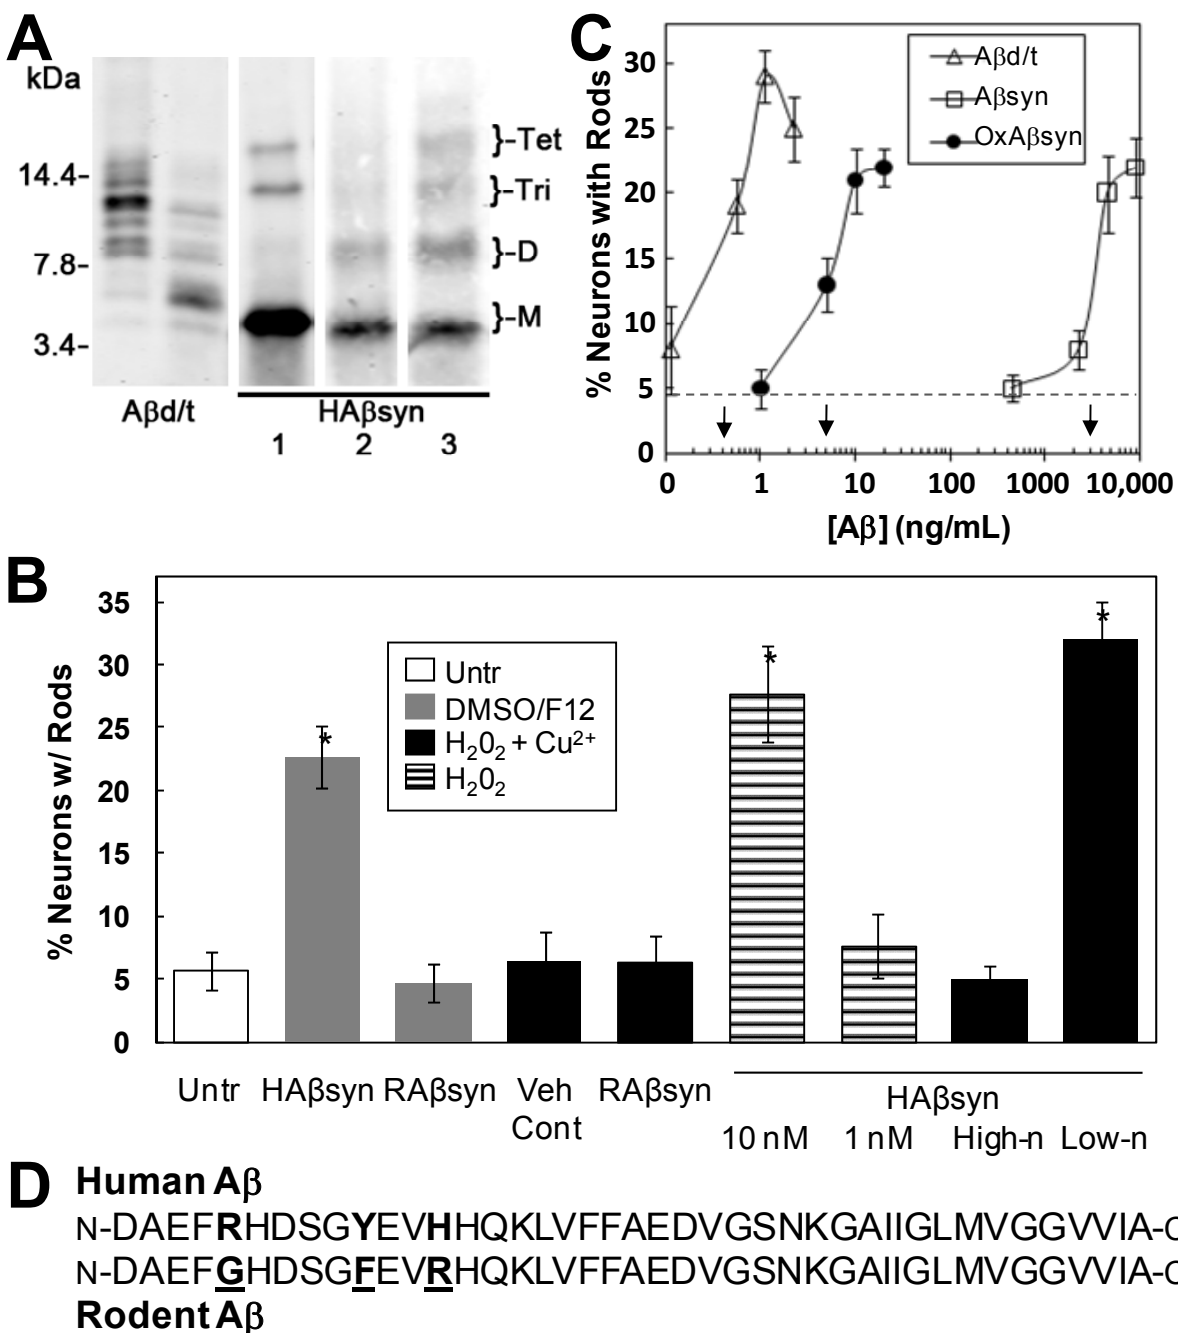 A
kDa
14.4-
7.8-
3.4-
}-Tet
}-Tri
}-D
}-M
Aβd/t
HAβsyn
1 2 3
C
% Neurons with Rods
30
25
20
15
10
5
0
Aβd/t
Aβsyn
OxAβsyn
0 1 10 100 1000 10,000
[Aβ] (ng/mL)
B
% Neurons w/ Rods
35
30
25
20
15
10
5
0
Untr
DMSO/F12
H₂0₂ + Cu²⁺
H₂0₂
* * *
Untr HAβsyn RAβsyn Veh Cont RAβsyn
HAβsyn
10 nM 1 nM High-n Low-n
D
Human Aβ
N-DAEFRHDSGYEVHHQKLVFFAEDVGSNKGAIIGLMVGGVVIA-C
N-DAEFGHDSGFEVRHQKLVFFAEDVGSNKGAIIGLMVGGVVIA-C
Rodent Aβ